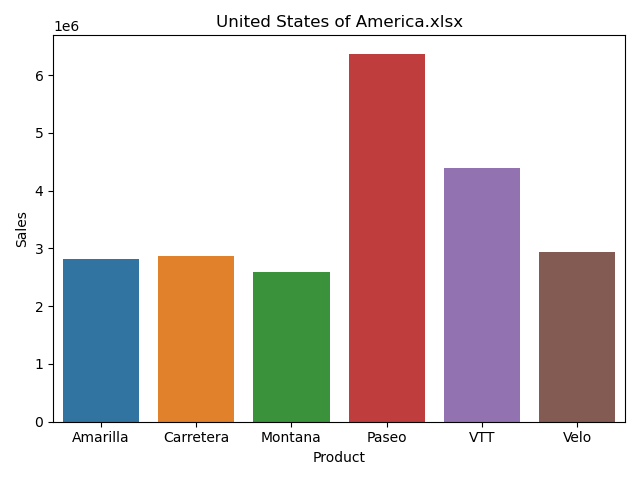 United States of America.xlsx
1e6
6
5
4
3
2
1
0
Sales
Amarilla Carretera Montana Paseo VTT Velo
Product